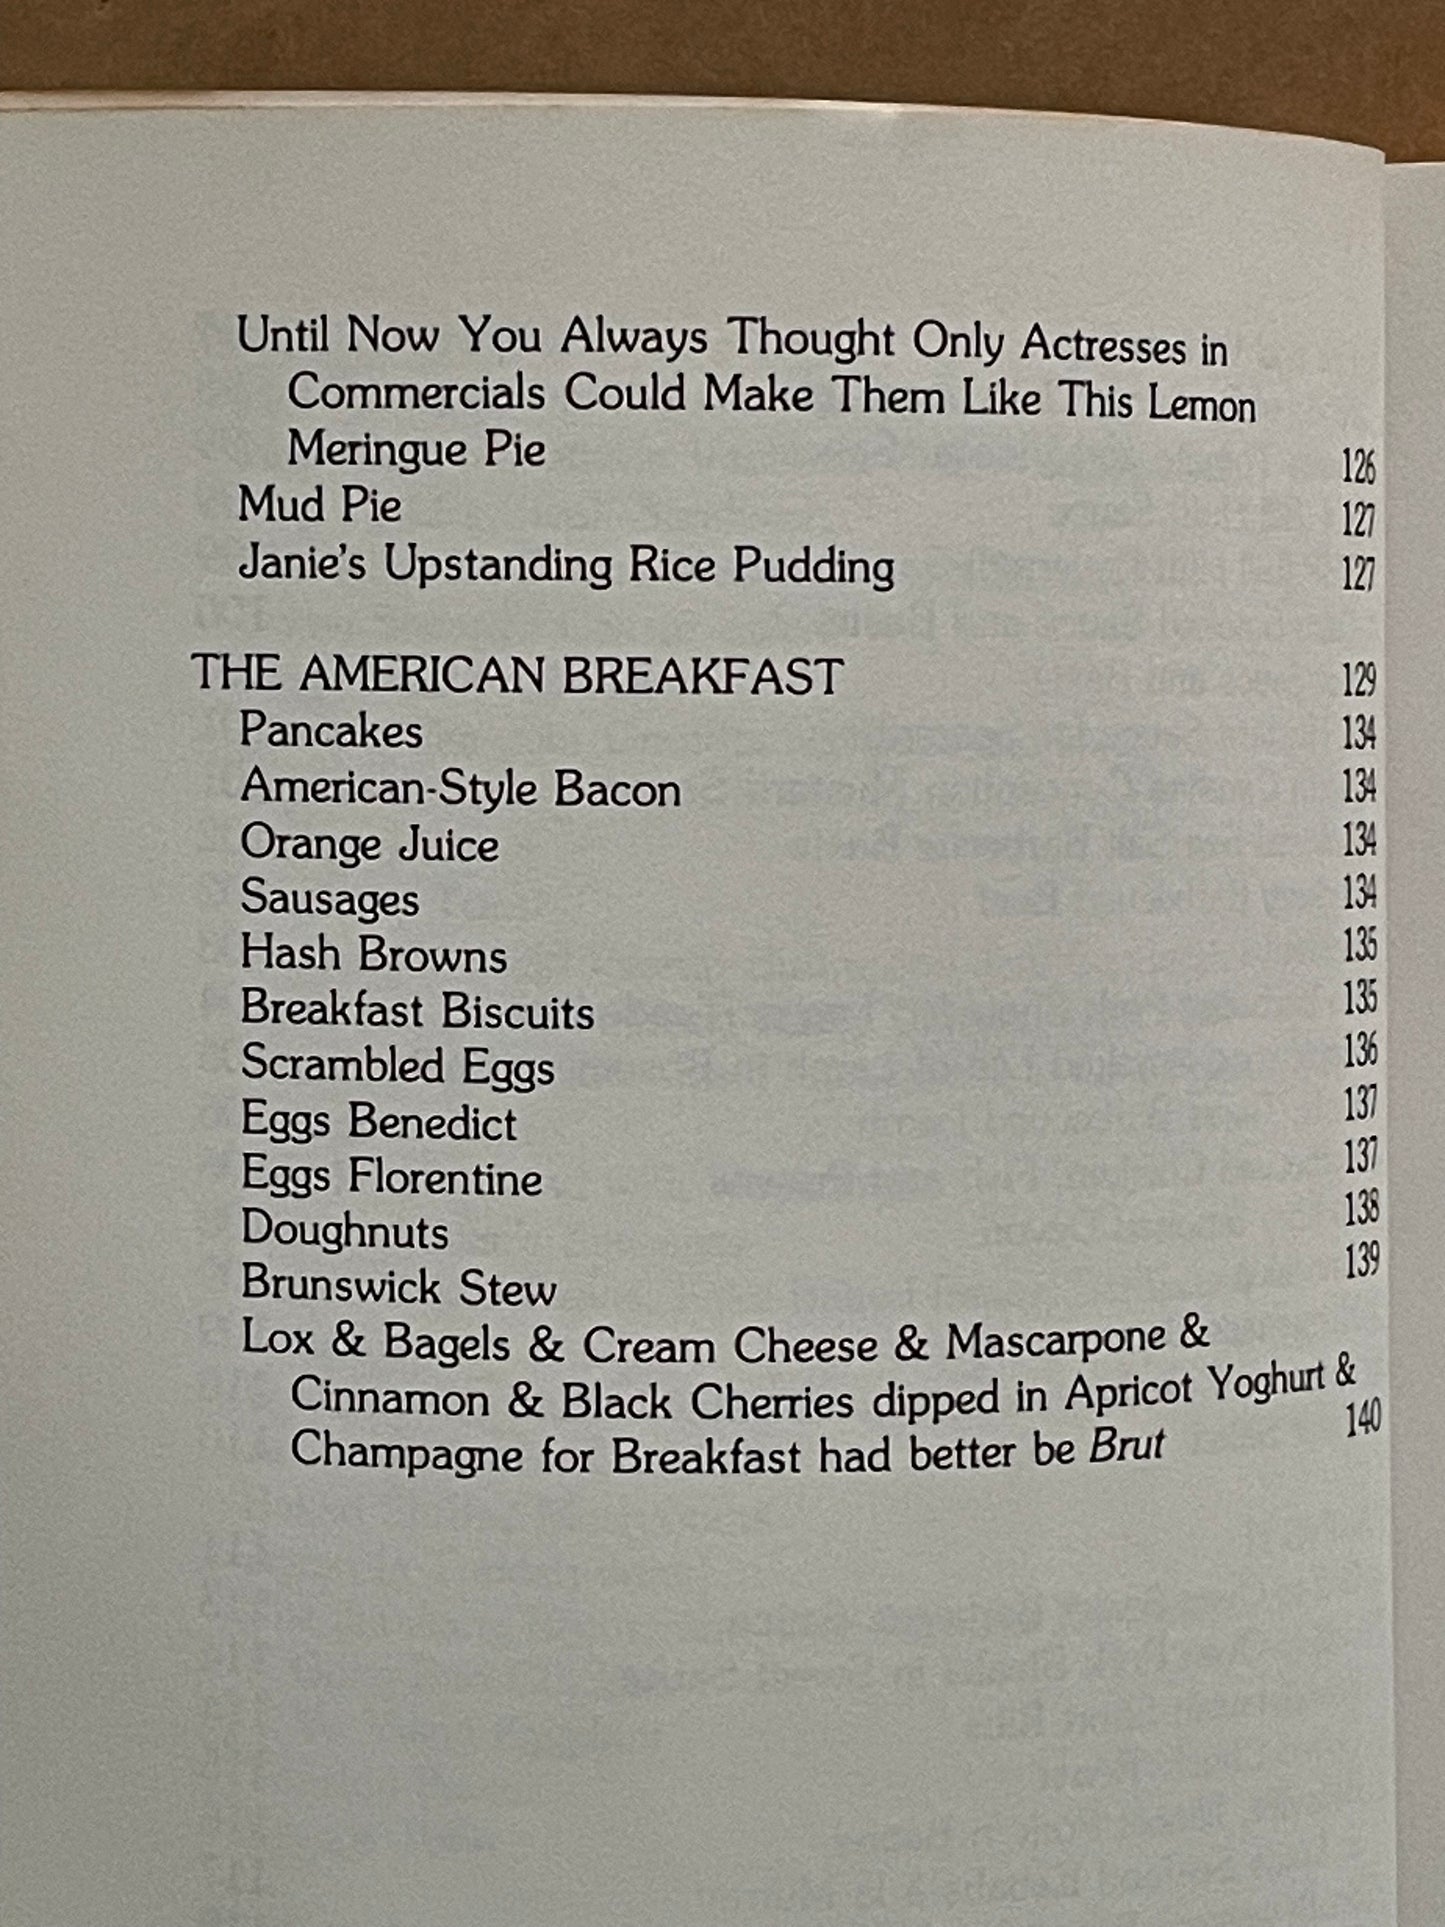 Until Now You Always Thought Only Actresses in
Commercials Could Make Them Like This Lemon
Meringue Pie 126
Mud Pie 127
Janie's Upstanding Rice Pudding 127
THE AMERICAN BREAKFAST 129
Pancakes 134
American-Style Bacon 134
Orange Juice 134
Sausages 134
Hash Browns 135
Breakfast Biscuits 135
Scrambled Eggs 136
Eggs Benedict 137
Eggs Florentine 137
Doughnuts 138
Brunswick Stew 139
Lox & Bagels & Cream Cheese & Mascarpone &
Cinnamon & Black Cherries dipped in Apricot Yoghurt &
Champagne for Breakfast had better be Brut 140